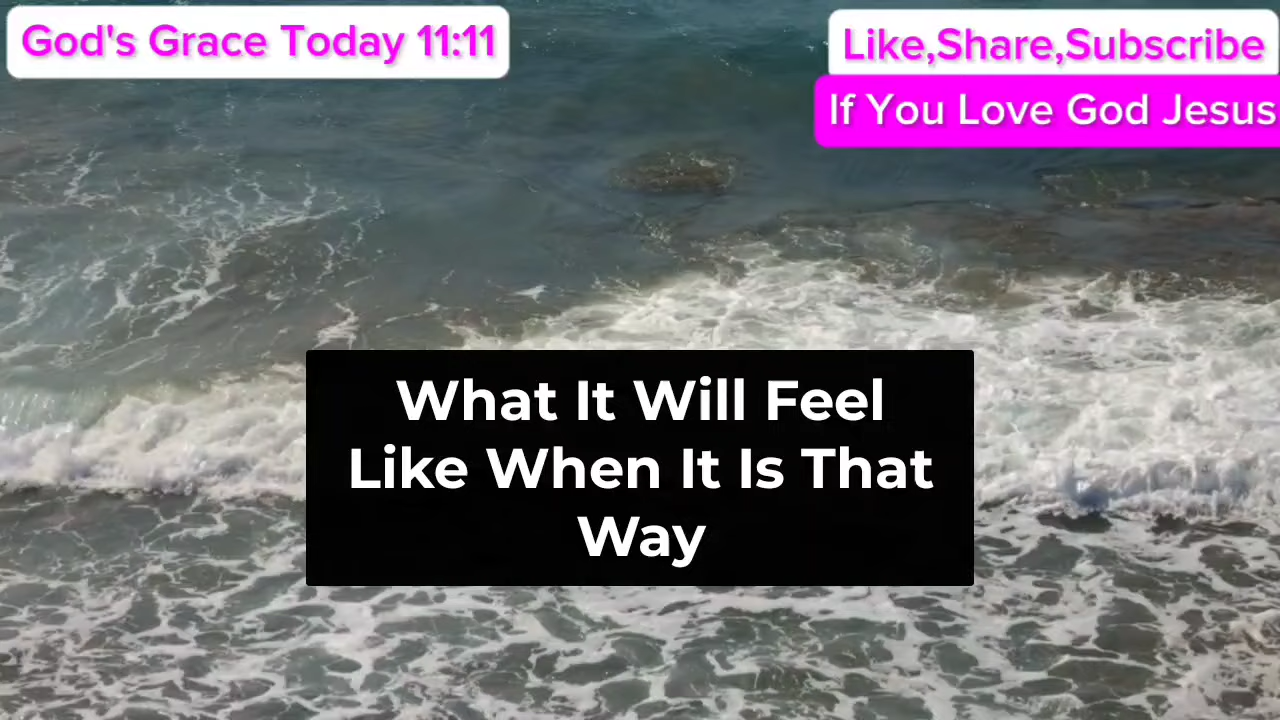 God's Grace Today 11:11
Like,Share,Subscribe
If You Love God Jesus
What It Will Feel
Like When It Is That
Way